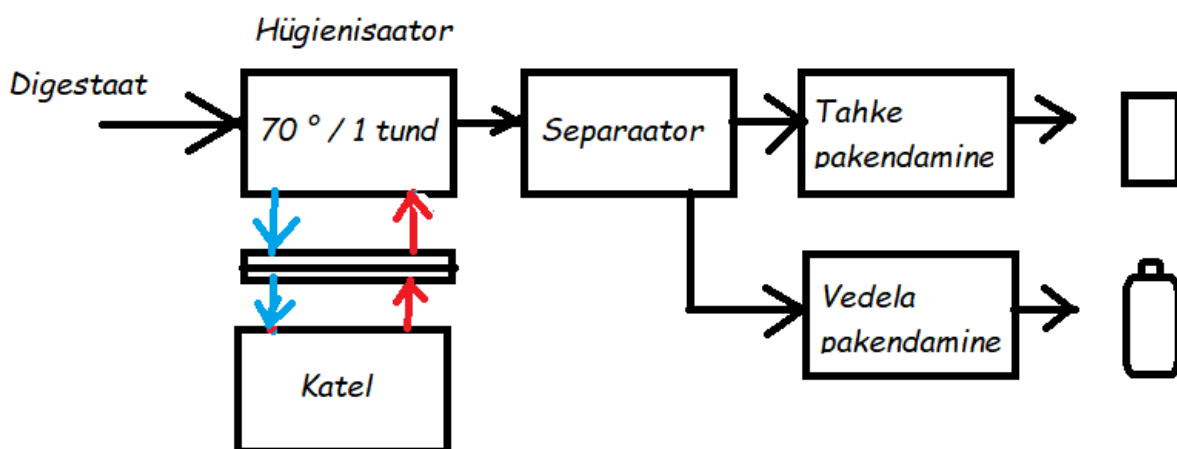 Hügienisaator
Digestaat
70 ° / 1 tund
Separaator
Tahke
pakendamine
Vedela
pakendamine
Katel